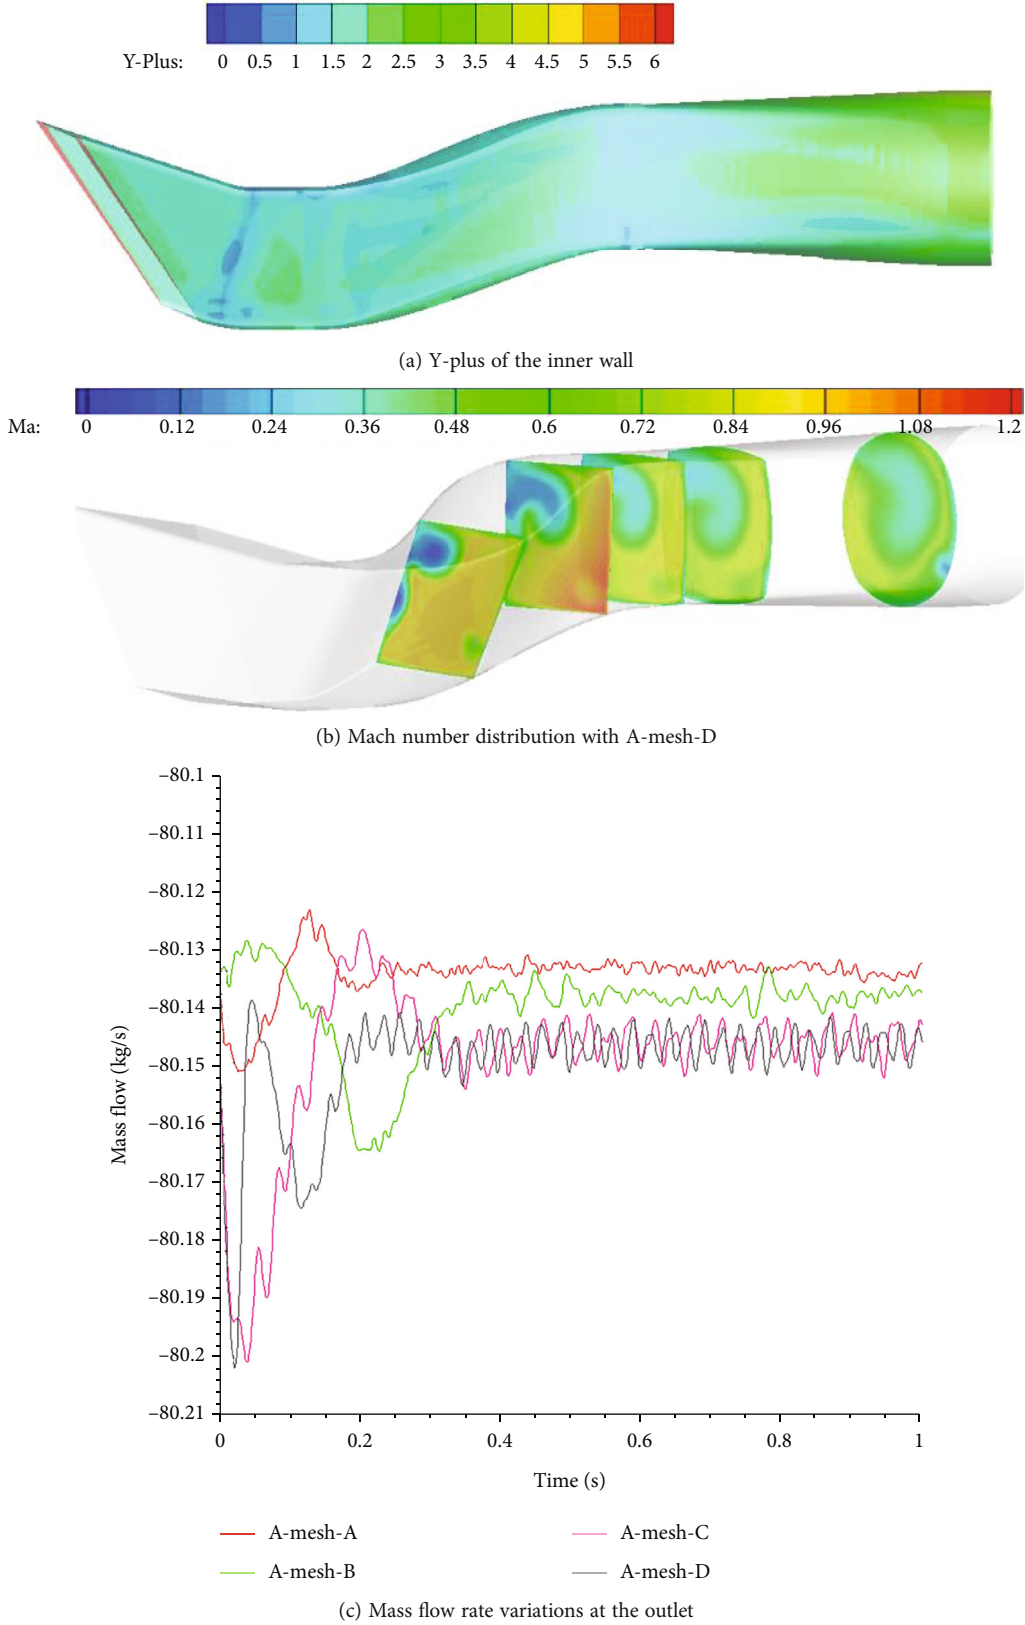 Y-Plus: 0 0.5 1 1.5 2 2.5 3 3.5 4 4.5 5 5.5 6
(a) Y-plus of the inner wall
Ma: 0 0.12 0.24 0.36 0.48 0.6 0.72 0.84 0.96 1.08 1.2
(b) Mach number distribution with A-mesh-D
−80.1
−80.11
−80.12
−80.13
−80.14
−80.15
−80.16
−80.17
−80.18
−80.19
−80.2
−80.21
Mass flow (kg/s)
0 0.2 0.4 0.6 0.8 1
Time (s)
A-mesh-A A-mesh-C
A-mesh-B A-mesh-D
(c) Mass flow rate variations at the outlet